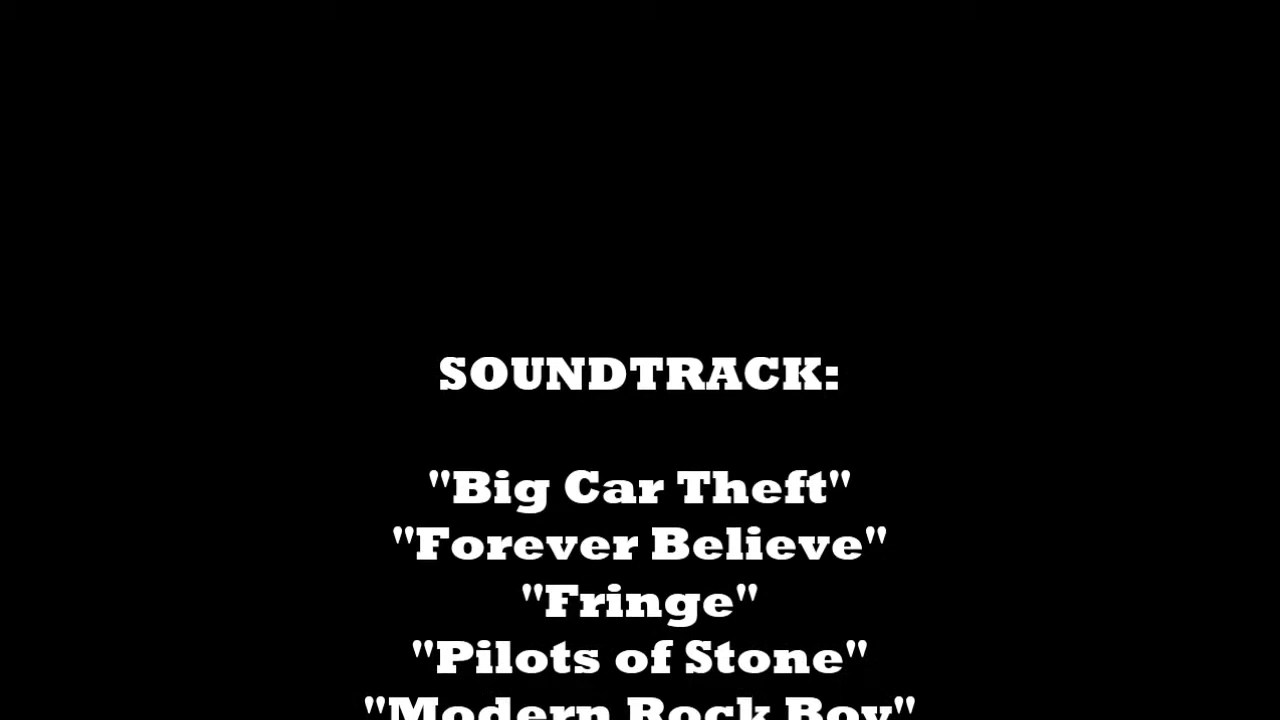 SOUNDTRACK:
"Big Car Theft"
"Forever Believe"
"Fringe"
"Pilots of Stone"
"Modern Rock Boy"